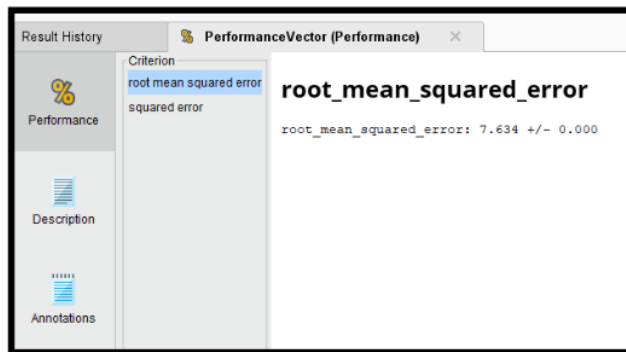 Result History
% PerformanceVector (Performance) ×
Criterion
root mean squared error
squared error
%
Performance
Description
Annotations
root_mean_squared_error
root_mean_squared_error: 7.634 +/- 0.000